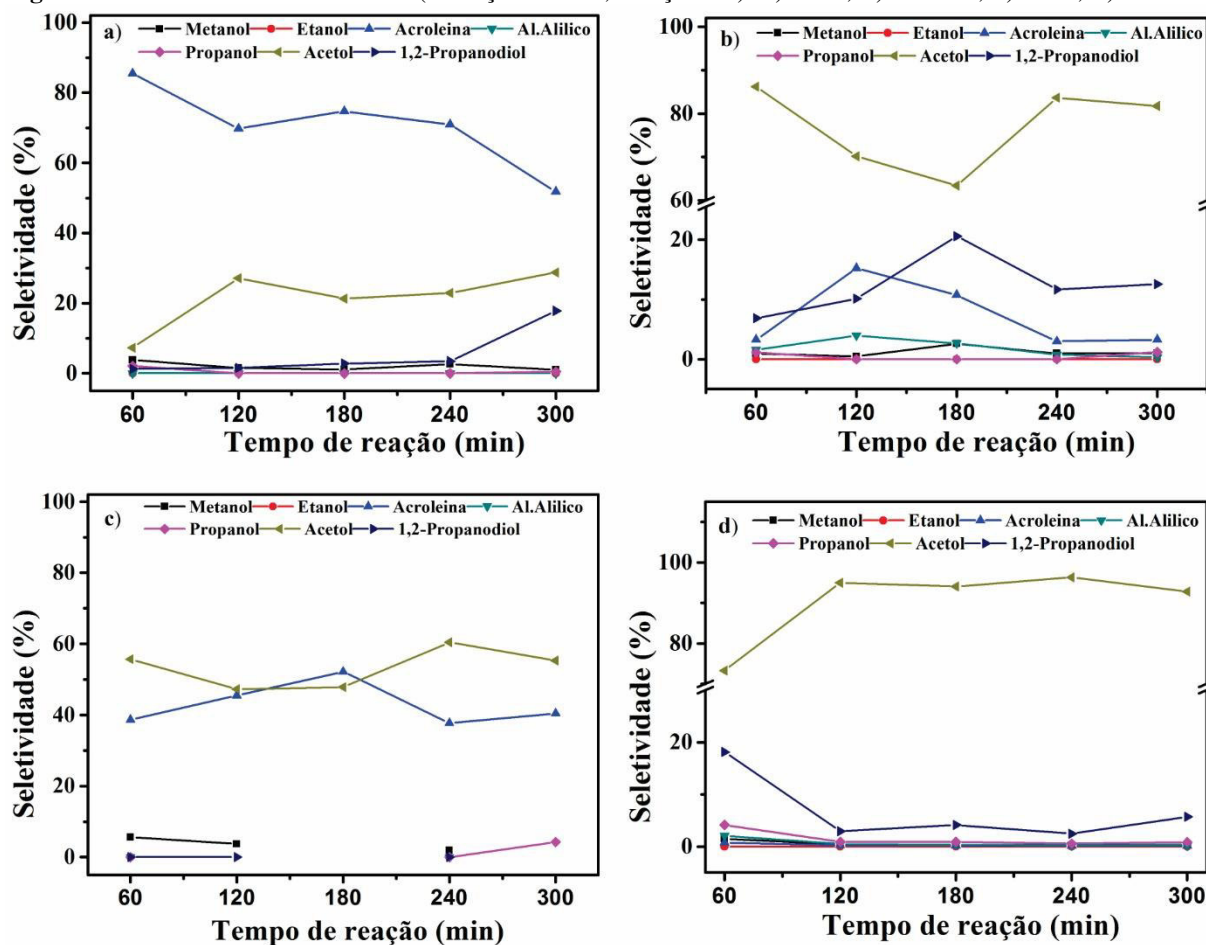 a)
Metanol Etanol Acroleina Al.Alilico
Propanol Acetol 1,2-Propanodiol
Seletividade (%)
100
80
60
40
20
0
60 120 180 240 300
Tempo de reação (min)
b)
Metanol Etanol Acroleina Al.Alilico
Propanol Acetol 1,2-Propanodiol
Seletividade (%)
100
80
60
20
0
60 120 180 240 300
Tempo de reação (min)
c)
Metanol Etanol Acroleina Al.Alilico
Propanol Acetol 1,2-Propanodiol
Seletividade (%)
100
80
60
40
20
0
60 120 180 240 300
Tempo de reação (min)
d)
Metanol Etanol Acroleina Al.Alilico
Propanol Acetol 1,2-Propanodiol
Seletividade (%)
100
80
20
0
60 120 180 240 300
Tempo de reação (min)